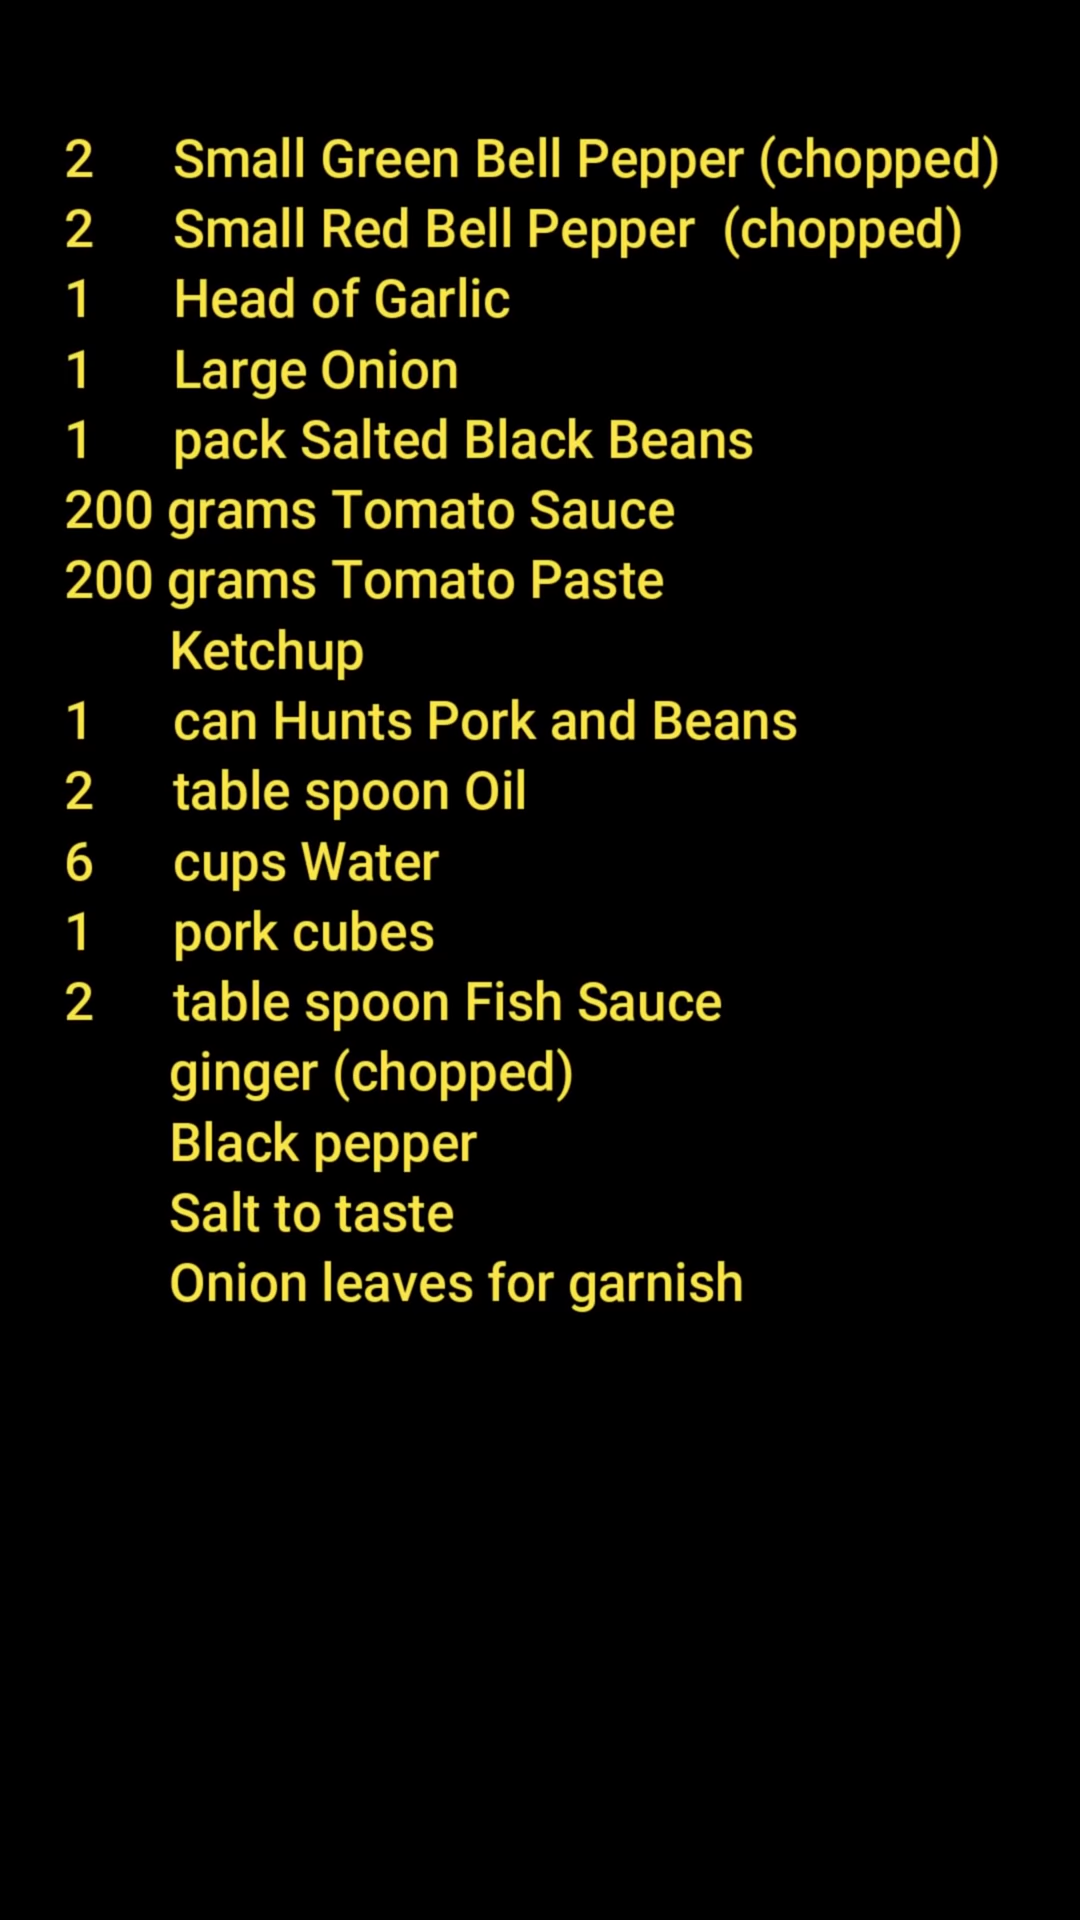 2 Small Green Bell Pepper (chopped)
2 Small Red Bell Pepper (chopped)
1 Head of Garlic
1 Large Onion
1 pack Salted Black Beans
200 grams Tomato Sauce
200 grams Tomato Paste
Ketchup
1 can Hunts Pork and Beans
2 table spoon Oil
6 cups Water
1 pork cubes
2 table spoon Fish Sauce
ginger (chopped)
Black pepper
Salt to taste
Onion leaves for garnish